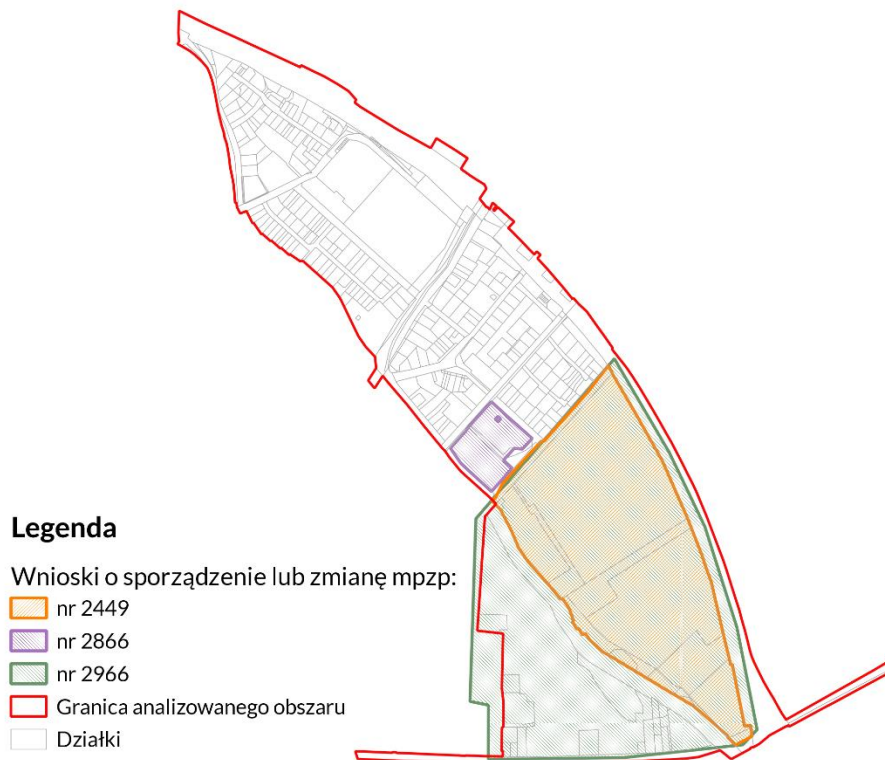 Legenda
Wnioski o sporządzenie lub zmianę mpzp:
nr 2449
nr 2866
nr 2966
Granica analizowanego obszaru
Działki